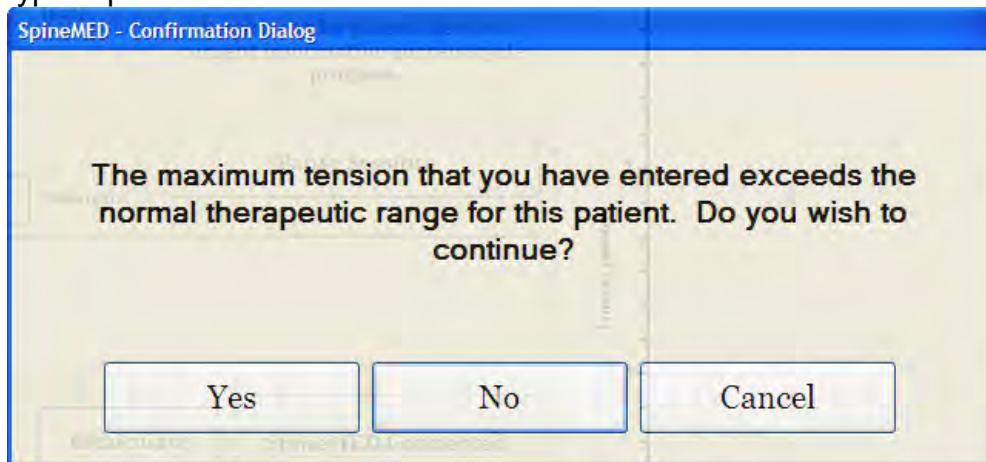 SpineMED - Confirmation Dialog
The maximum tension that you have entered exceeds the
normal therapeutic range for this patient. Do you wish to
continue?
Yes No Cancel